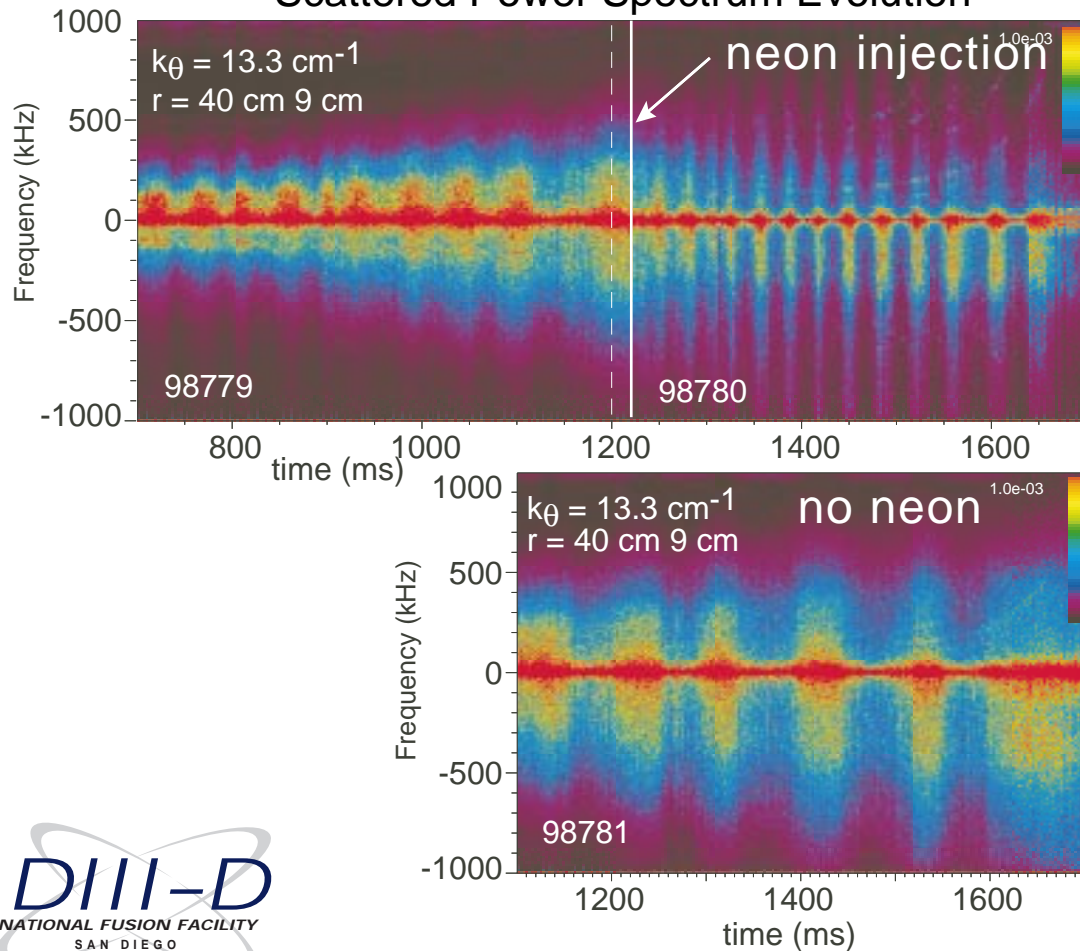 Scattered Power Spectrum Evolution
1000
500
0
-500
-1000
Frequency (kHz)
kθ = 13.3 cm-1
r = 40 cm 9 cm
neon injection
1.0e-03
98779
98780
800
1000
1200
1400
1600
time (ms)
1000
500
0
-500
-1000
Frequency (kHz)
kθ = 13.3 cm-1
r = 40 cm 9 cm
no neon
1.0e-03
98781
1200
1400
1600
time (ms)
DIII–D
NATIONAL FUSION FACILITY
SAN DIEGO